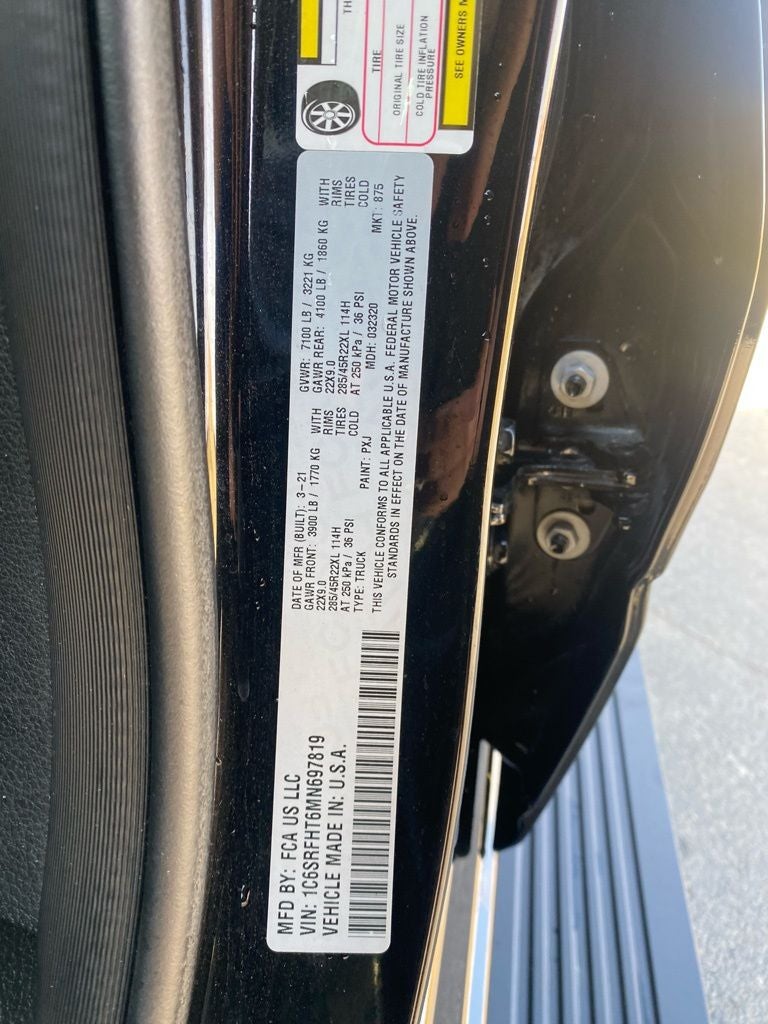 TIRE
ORIGINAL TIRE SIZE
COLD TIRE INFLATION
PRESSURE
SEE OWNERS
MFD BY: FCA US LLC
VIN: 1C6SRFHT6MN697819
VEHICLE MADE IN: U.S.A.
DATE OF MFR (BUILT): 3-21 GVWR: 7100 LB / 3221 KG
GAWR FRONT: 3900 LB / 1770 KG WITH GAWR REAR: 4100 LB / 1860 KG WITH
22X9.0 RIMS 22X9.0 RIMS
285/45R22XL 114H TIRES 285/45R22XL 114H TIRES
AT 250 kPa / 36 PSI COLD AT 250 kPa / 36 PSI COLD
TYPE: TRUCK PAINT: PXJ MDH: 032320 MKT: 875
THIS VEHICLE CONFORMS TO ALL APPLICABLE U.S.A. FEDERAL MOTOR VEHICLE SAFETY
STANDARDS IN EFFECT ON THE DATE OF MANUFACTURE SHOWN ABOVE.